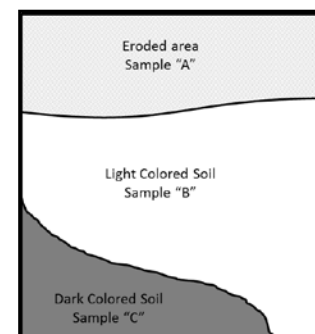 Eroded area
Sample “A”
Light Colored Soil
Sample “B”
Dark Colored Soil
Sample “C”